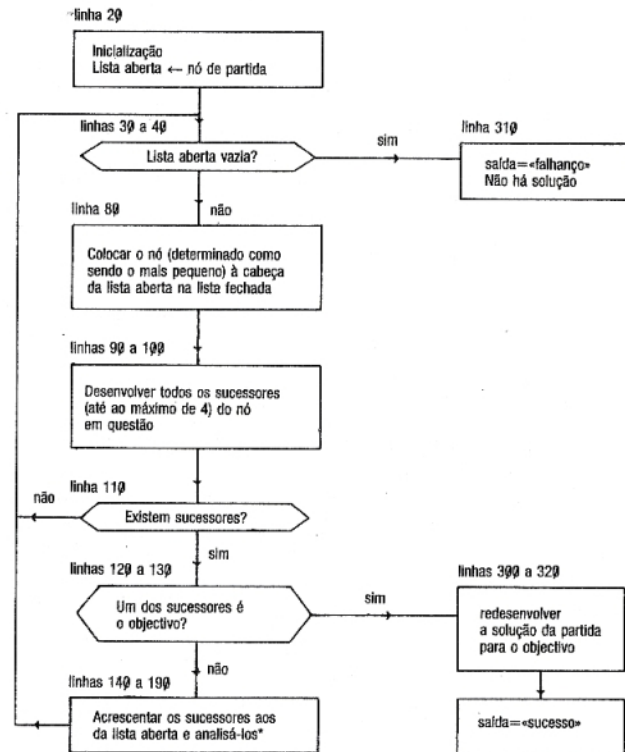 linha 20
Inicialização
Lista aberta ← nó de partida
linhas 30 a 40
Lista aberta vazia?
sim
linha 310
saída=«falhanço»
Não há solução
não
linha 80
Colocar o nó (determinado como
sendo o mais pequeno) à cabeça
da lista aberta na lista fechada
linhas 90 a 100
Desenvolver todos os sucessores
(até ao máximo de 4) do nó
em questão
linha 110
não
Existem sucessores?
sim
linhas 120 a 130
Um dos sucessores é
o objectivo?
sim
linhas 300 a 320
redesenvolver
a solução da partida
para o objectivo
não
linhas 140 a 190
Acrescentar os sucessores aos
da lista aberta e analisá-los*
saída=«sucesso»